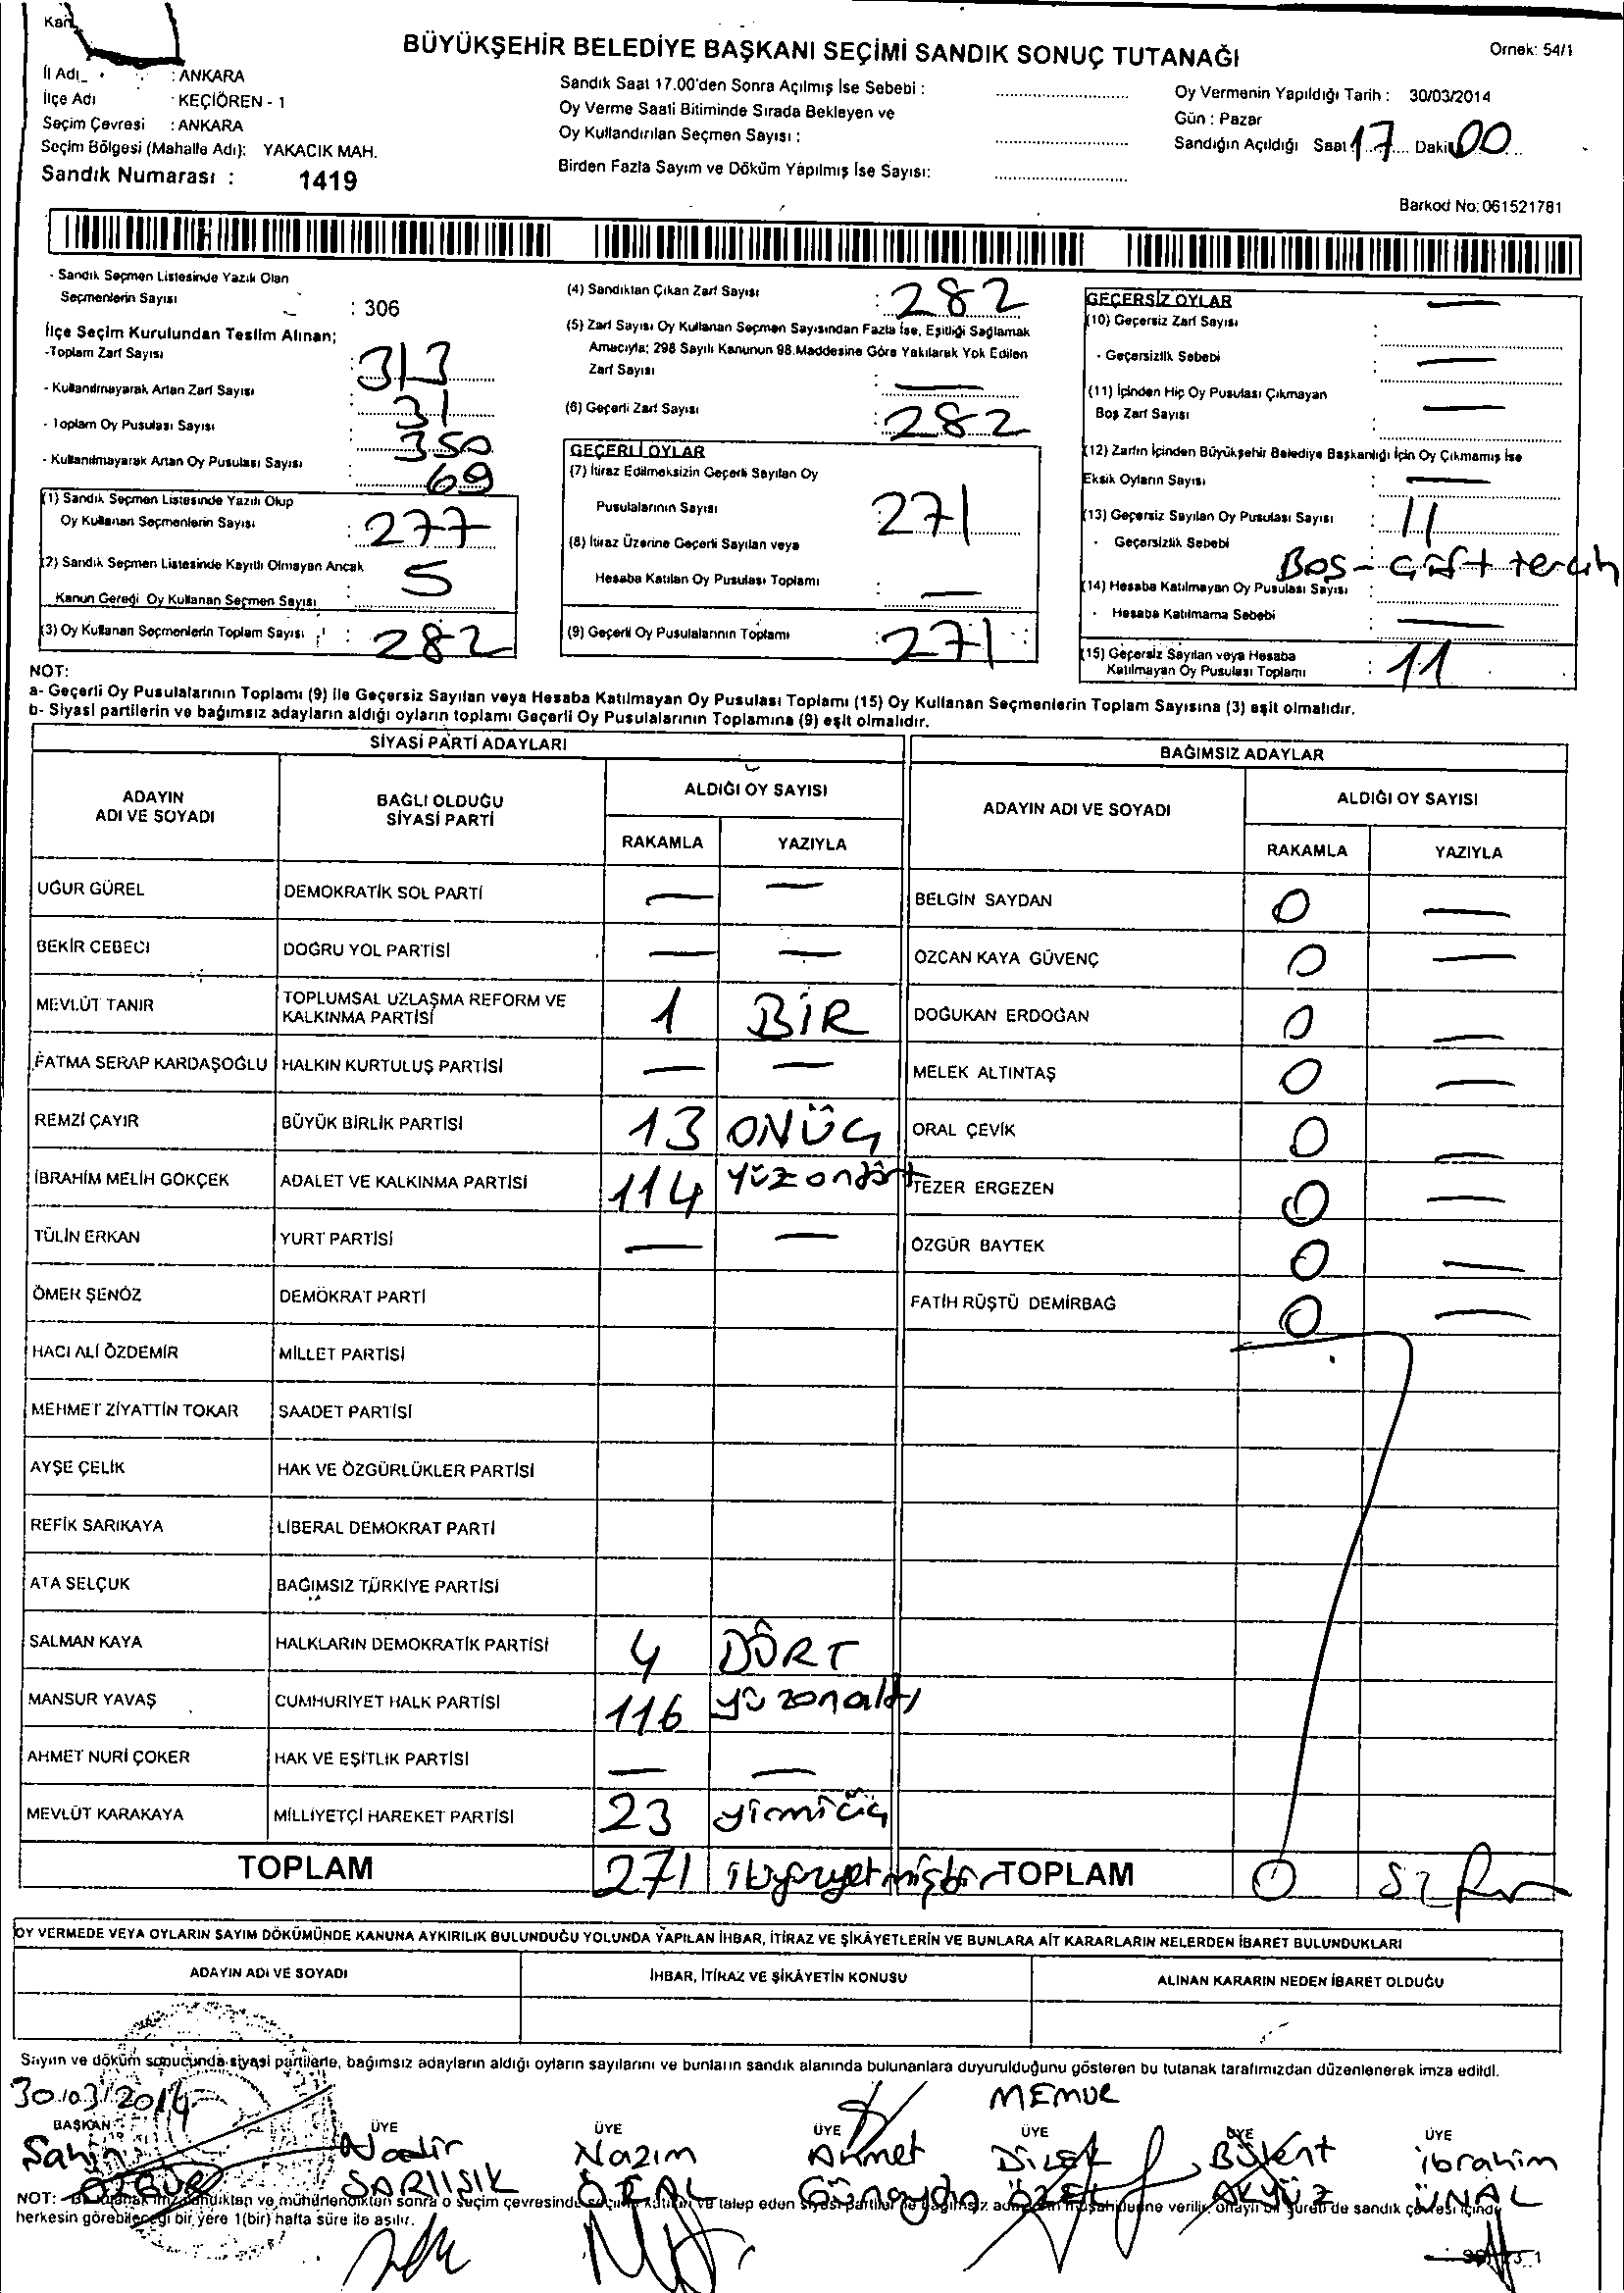 BÜYÜKŞEHİR BELEDİYE BAŞKANI SEÇİMİ SANDIK SONUÇ TUTANAĞI
Örnek: 54/1
İl Adı : ANKARA
İlçe Adı : KEÇİÖREN - 1
Seçim Çevresi : ANKARA
Seçim Bölgesi (Mahalle Adı): YAKACIK MAH.
Sandık Numarası : 1419
Sandık Saat 17.00'den Sonra Açılmış İse Sebebi :
Oy Verme Saati Bitiminde Sırada Bekleyen ve
Oy Kullandırılan Seçmen Sayısı :
Birden Fazla Sayım ve Döküm Yapılmış İse Sayısı:
Oy Vermenin Yapıldığı Tarih : 30/03/2014
Gün : Pazar
Sandığın Açıldığı Saat 17 Daki 00
Barkod No: 061521781
- Sandık Seçmen Listesinde Yazılı Olan
Seçmenlerin Sayısı : 306
İlçe Seçim Kurulundan Teslim Alınan;
-Toplam Zarf Sayısı : 313
- Kullanılmayarak Artan Zarf Sayısı : 31
- Toplam Oy Pusulası Sayısı : 350
- Kullanılmayarak Artan Oy Pusulası Sayısı : 69
(1) Sandık Seçmen Listesinde Yazılı Olup
Oy Kullanan Seçmenlerin Sayısı : 277
(2) Sandık Seçmen Listesinde Kayıtlı Olmayan Ancak
Kanun Gereği Oy Kullanan Seçmen Sayısı : 5
(3) Oy Kullanan Seçmenlerin Toplam Sayısı : 282
(4) Sandıktan Çıkan Zarf Sayısı : 282
(5) Zarf Sayısı Oy Kullanan Seçmen Sayısından Fazla İse, Eşitliği Sağlamak
Amacıyla; 298 Sayılı Kanunun 98.Maddesine Göre Yakılarak Yok Edilen
Zarf Sayısı : —
(6) Geçerli Zarf Sayısı : 282
GEÇERLİ OYLAR
(7) İtiraz Edilmeksizin Geçerli Sayılan Oy
Pusulalarının Sayısı : 271
(8) İtiraz Üzerine Geçerli Sayılan veya
Hesaba Katılan Oy Pusulası Toplamı : —
(9) Geçerli Oy Pusulalarının Toplamı : 271
GEÇERSİZ OYLAR —
(10) Geçersiz Zarf Sayısı :
- Geçersizlik Sebebi : —
(11) İçinden Hiç Oy Pusulası Çıkmayan
Boş Zarf Sayısı : —
(12) Zarfın İçinden Büyükşehir Belediye Başkanlığı İçin Oy Çıkmamış İse
Eksik Oyların Sayısı : —
(13) Geçersiz Sayılan Oy Pusulası Sayısı : 11
- Geçersizlik Sebebi : Boş - çift tercih
(14) Hesaba Katılmayan Oy Pusulası Sayısı :
- Hesaba Katılmama Sebebi : —
(15) Geçersiz Sayılan veya Hesaba
Katılmayan Oy Pusulası Toplamı : 11
NOT:
a- Geçerli Oy Pusulalarının Toplamı (9) ile Geçersiz Sayılan veya Hesaba Katılmayan Oy Pusulası Toplamı (15) Oy Kullanan Seçmenlerin Toplam Sayısına (3) eşit olmalıdır.
b- Siyasi partilerin ve bağımsız adayların aldığı oyların toplamı Geçerli Oy Pusulalarının Toplamına (9) eşit olmalıdır.
SİYASİ PARTİ ADAYLARI
ADAYIN ADI VE SOYADI BAĞLI OLDUĞU SİYASİ PARTİ ALDIĞI OY SAYISI
RAKAMLA YAZIYLA
UĞUR GÜREL DEMOKRATİK SOL PARTİ — —
BEKİR CEBECİ DOĞRU YOL PARTİSİ — —
MEVLÜT TANIR TOPLUMSAL UZLAŞMA REFORM VE KALKINMA PARTİSİ 1 BİR
FATMA SERAP KARDAŞOĞLU HALKIN KURTULUŞ PARTİSİ — —
REMZİ ÇAYIR BÜYÜK BİRLİK PARTİSİ 13 ONÜÇ
İBRAHİM MELİH GÖKÇEK ADALET VE KALKINMA PARTİSİ 114 yüzondört
TÜLİN ERKAN YURT PARTİSİ — —
ÖMER ŞENÖZ DEMOKRAT PARTİ
HACI ALİ ÖZDEMİR MİLLET PARTİSİ
MEHMET ZİYATTİN TOKAR SAADET PARTİSİ
AYŞE ÇELİK HAK VE ÖZGÜRLÜKLER PARTİSİ
REFİK SARIKAYA LİBERAL DEMOKRAT PARTİ
ATA SELÇUK BAĞIMSIZ TÜRKİYE PARTİSİ
SALMAN KAYA HALKLARIN DEMOKRATİK PARTİSİ 4 DÖRT
MANSUR YAVAŞ CUMHURİYET HALK PARTİSİ 116 yüzonaltı
AHMET NURİ ÇOKER HAK VE EŞİTLİK PARTİSİ — —
MEVLÜT KARAKAYA MİLLİYETÇİ HAREKET PARTİSİ 23 yirmiüç
TOPLAM 271 ikiyüzyetmişbir
BAĞIMSIZ ADAYLAR
ADAYIN ADI VE SOYADI ALDIĞI OY SAYISI
RAKAMLA YAZIYLA
BELGİN SAYDAN 0 —
ÖZCAN KAYA GÜVENÇ 0 —
DOĞUKAN ERDOĞAN 0 —
MELEK ALTINTAŞ 0 —
ORAL ÇEVİK 0 —
TEZER ERGEZEN 0 —
ÖZGÜR BAYTEK 0 —
FATİH RÜŞTÜ DEMİRBAĞ 0 —
TOPLAM 0 sıfır
OY VERMEDE VEYA OYLARIN SAYIM DÖKÜMÜNDE KANUNA AYKIRILIK BULUNDUĞU YOLUNDA YAPILAN İHBAR, İTİRAZ VE ŞİKÂYETLERİN VE BUNLARA AİT KARARLARIN NELERDEN İBARET BULUNDUKLARI
ADAYIN ADI VE SOYADI İHBAR, İTİRAZ VE ŞİKÂYETİN KONUSU ALINAN KARARIN NEDEN İBARET OLDUĞU
Sayım ve döküm sonucunda siyasi partilerle, bağımsız adayların aldığı oyların sayılarını ve bunların sandık alanında bulunanlara duyurulduğunu gösteren bu tutanak tarafımızdan düzenlenerek imza edildi.
30/03/2014
MEMUR
BAŞKAN ÜYE ÜYE ÜYE ÜYE ÜYE ÜYE
Şahin Nadir Nazım Ahmet Dilek Bülent İbrahim
ÖZGÜR SARIIŞIK Günaydın ÖZEL AKYÜZ ÜNAL
NOT: Bu tutanak imzalandıktan ve mühürlendikten sonra o seçim çevresinde talep eden siyasi partiler ile bağımsız verilir, onaylı bir sureti de sandık çevresi içinde
herkesin görebileceği bir yere 1(bir) hafta süre ile asılır.